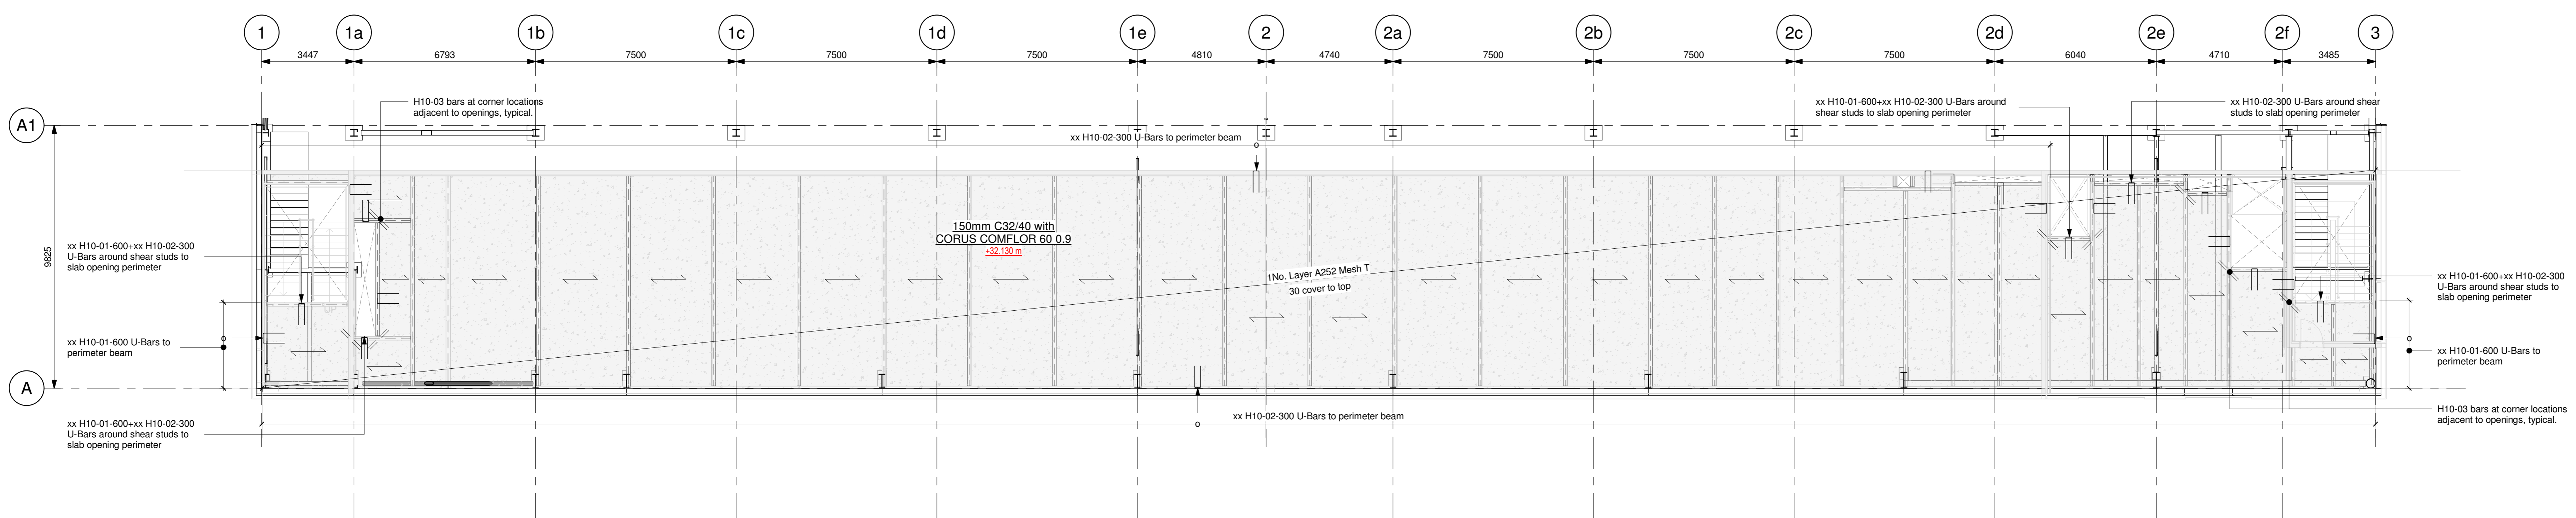 1
1a
1b
1c
1d
1e
2
2a
2b
2c
2d
2e
2f
3
3447
6793
7500
7500
7500
4810
4740
7500
7500
7500
6040
4710
3485
H10-03 bars at corner locations
adjacent to openings, typical.
xx H10-01-600+xx H10-02-300 U-Bars around
shear studs to slab opening perimeter
xx H10-02-300 U-Bars around shear
studs to slab opening perimeter
A1
xx H10-02-300 U-Bars to perimeter beam
9825
150mm C32/40 with
CORUS COMFLOR 60 0.9
+32.130 m
xx H10-01-600+xx H10-02-300
U-Bars around shear studs to
slab opening perimeter
1No. Layer A252 Mesh T
30 cover to top
xx H10-01-600+xx H10-02-300
U-Bars around shear studs to
slab opening perimeter
xx H10-01-600 U-Bars to
perimeter beam
xx H10-01-600 U-Bars to
perimeter beam
A
xx H10-02-300 U-Bars to perimeter beam
H10-03 bars at corner locations
adjacent to openings, typical.
xx H10-01-600+xx H10-02-300
U-Bars around shear studs to
slab opening perimeter